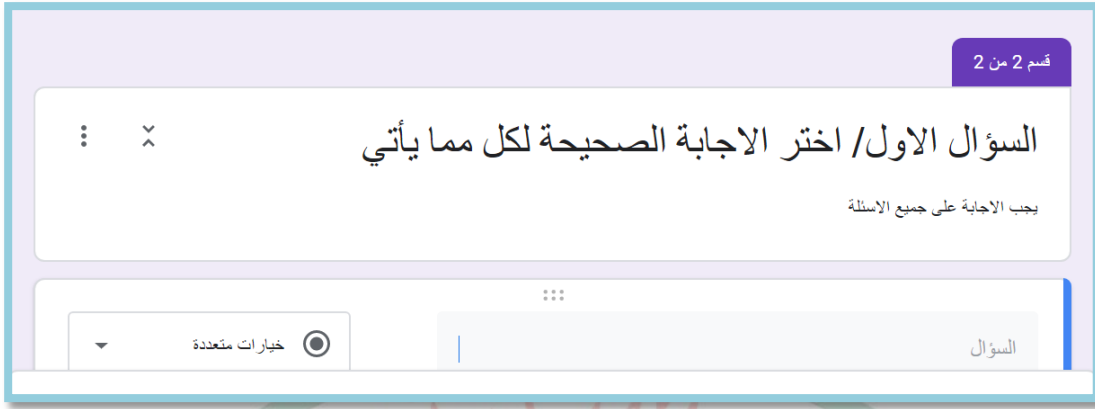 قسم 2 من 2
السؤال الاول/ اختر الاجابة الصحيحة لكل مما يأتي
يجب الاجابة على جميع الاسئلة
السؤال
خيارات متعددة